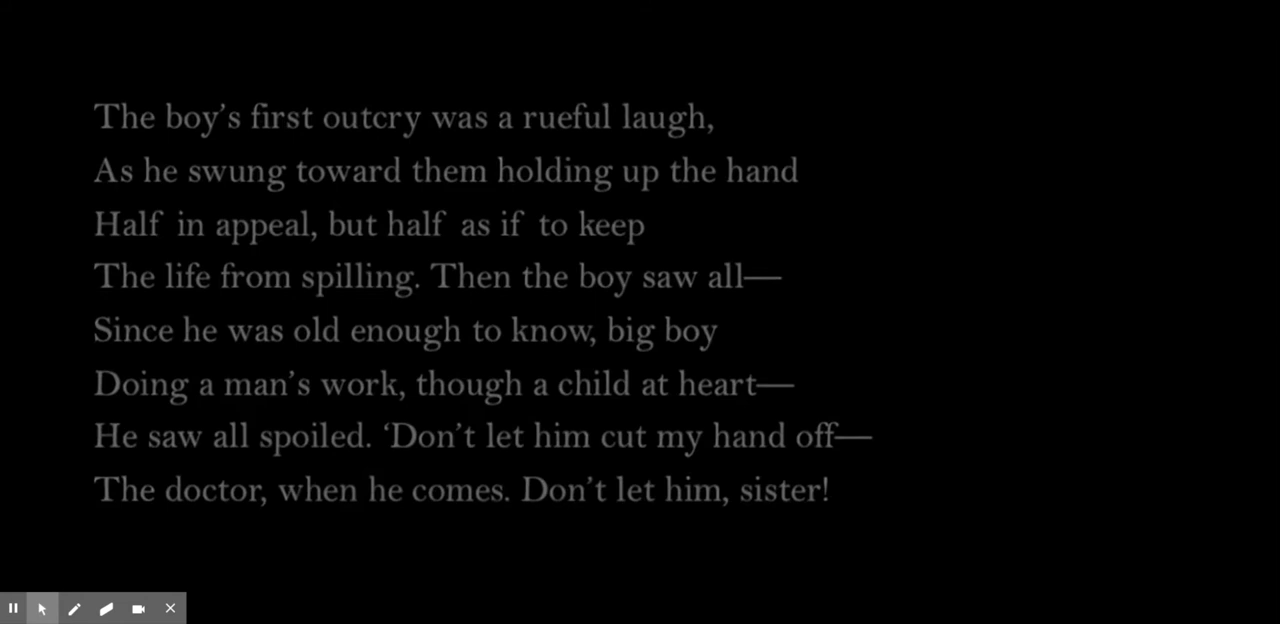 The boy’s first outcry was a rueful laugh,
As he swung toward them holding up the hand
Half in appeal, but half as if to keep
The life from spilling. Then the boy saw all—
Since he was old enough to know, big boy
Doing a man’s work, though a child at heart—
He saw all spoiled. ‘Don’t let him cut my hand off—
The doctor, when he comes. Don’t let him, sister!